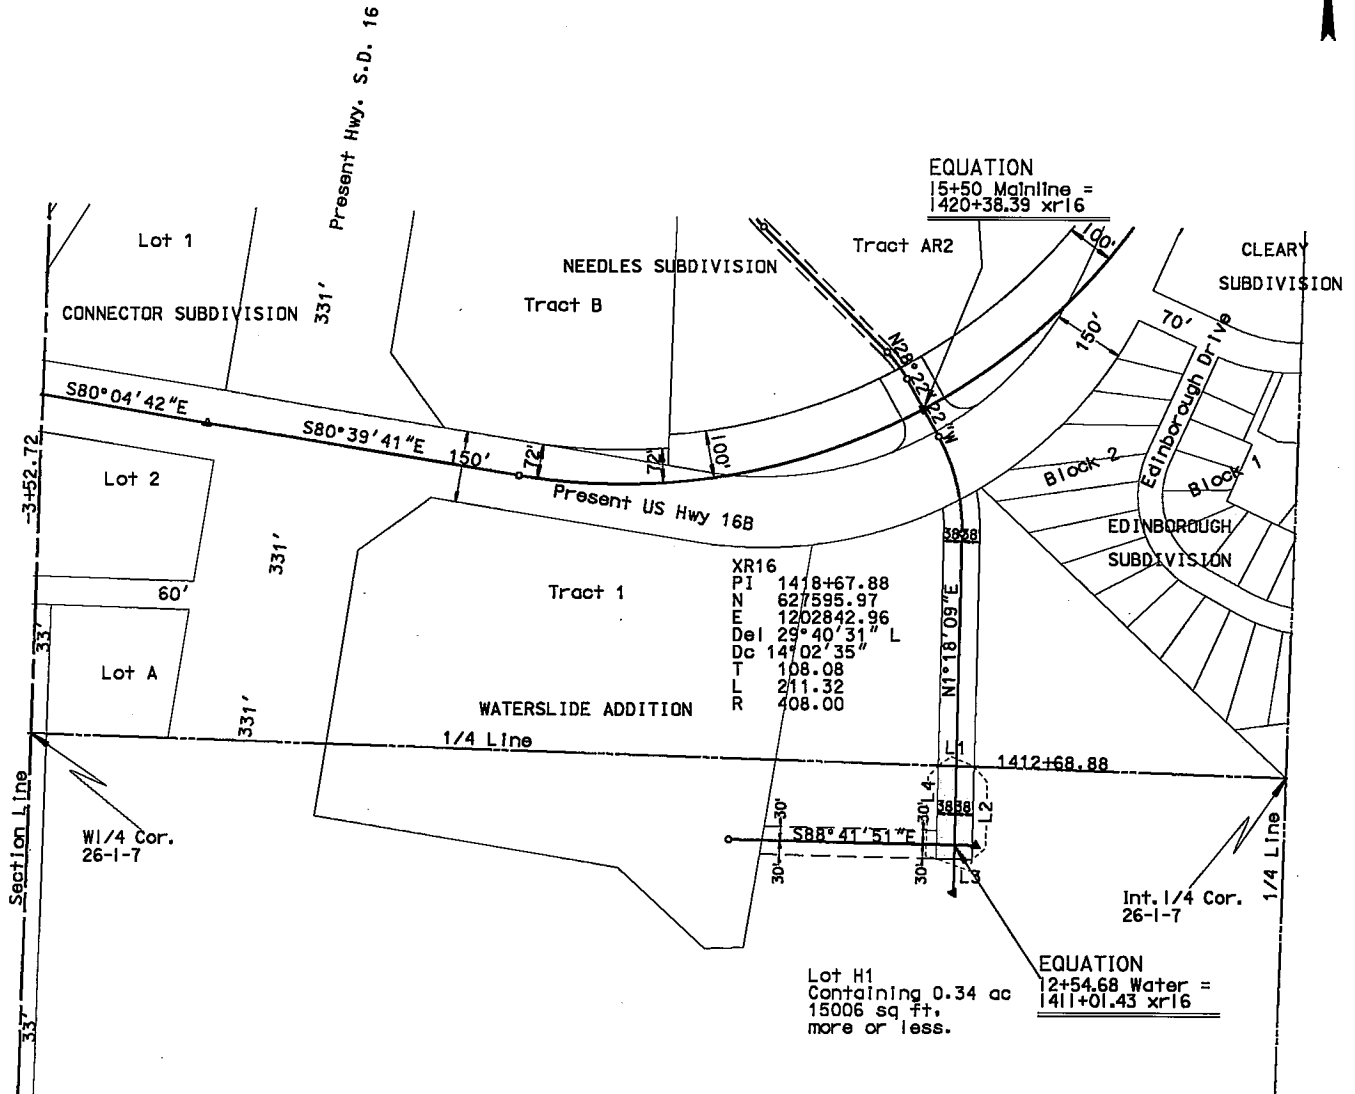 Present Hwy. S.D. 16
EQUATION
15+50 Mainline =
1420+38.39 xr16
Lot 1
Tract AR2
100'
CLEARY
SUBDIVISION
NEEDLES SUBDIVISION
CONNECTOR SUBDIVISION
331'
Tract B
70'
150'
N28°22'22"W
Edinborough Drive
S80°04'42"E
S80°39'41"E
150'
72'
72'
100'
-3+52.72
Lot 2
Block 2
Block 1
Present US Hwy 16B
EDINBOROUGH
SUBDIVISION
3838
331'
60'
Tract 1
XR16
PI 1418+67.88
N 627595.97
E 1202842.96
Del 29°40'31" L
Dc 14°02'35"
T 108.08
L 211.32
R 408.00
N1°18'09"E
33'
Lot A
331'
WATERSLIDE ADDITION
1/4 Line
L1
1412+68.88
L4
L2
3838
30'
30'
S88°41'51"E
30'
30'
L3
W1/4 Cor.
26-1-7
Section Line
Int. 1/4 Cor.
26-1-7
1/4 Line
Lot H1
Containing 0.34 ac
15006 sq ft.
more or less.
EQUATION
12+54.68 Water =
1411+01.43 xr16
33'